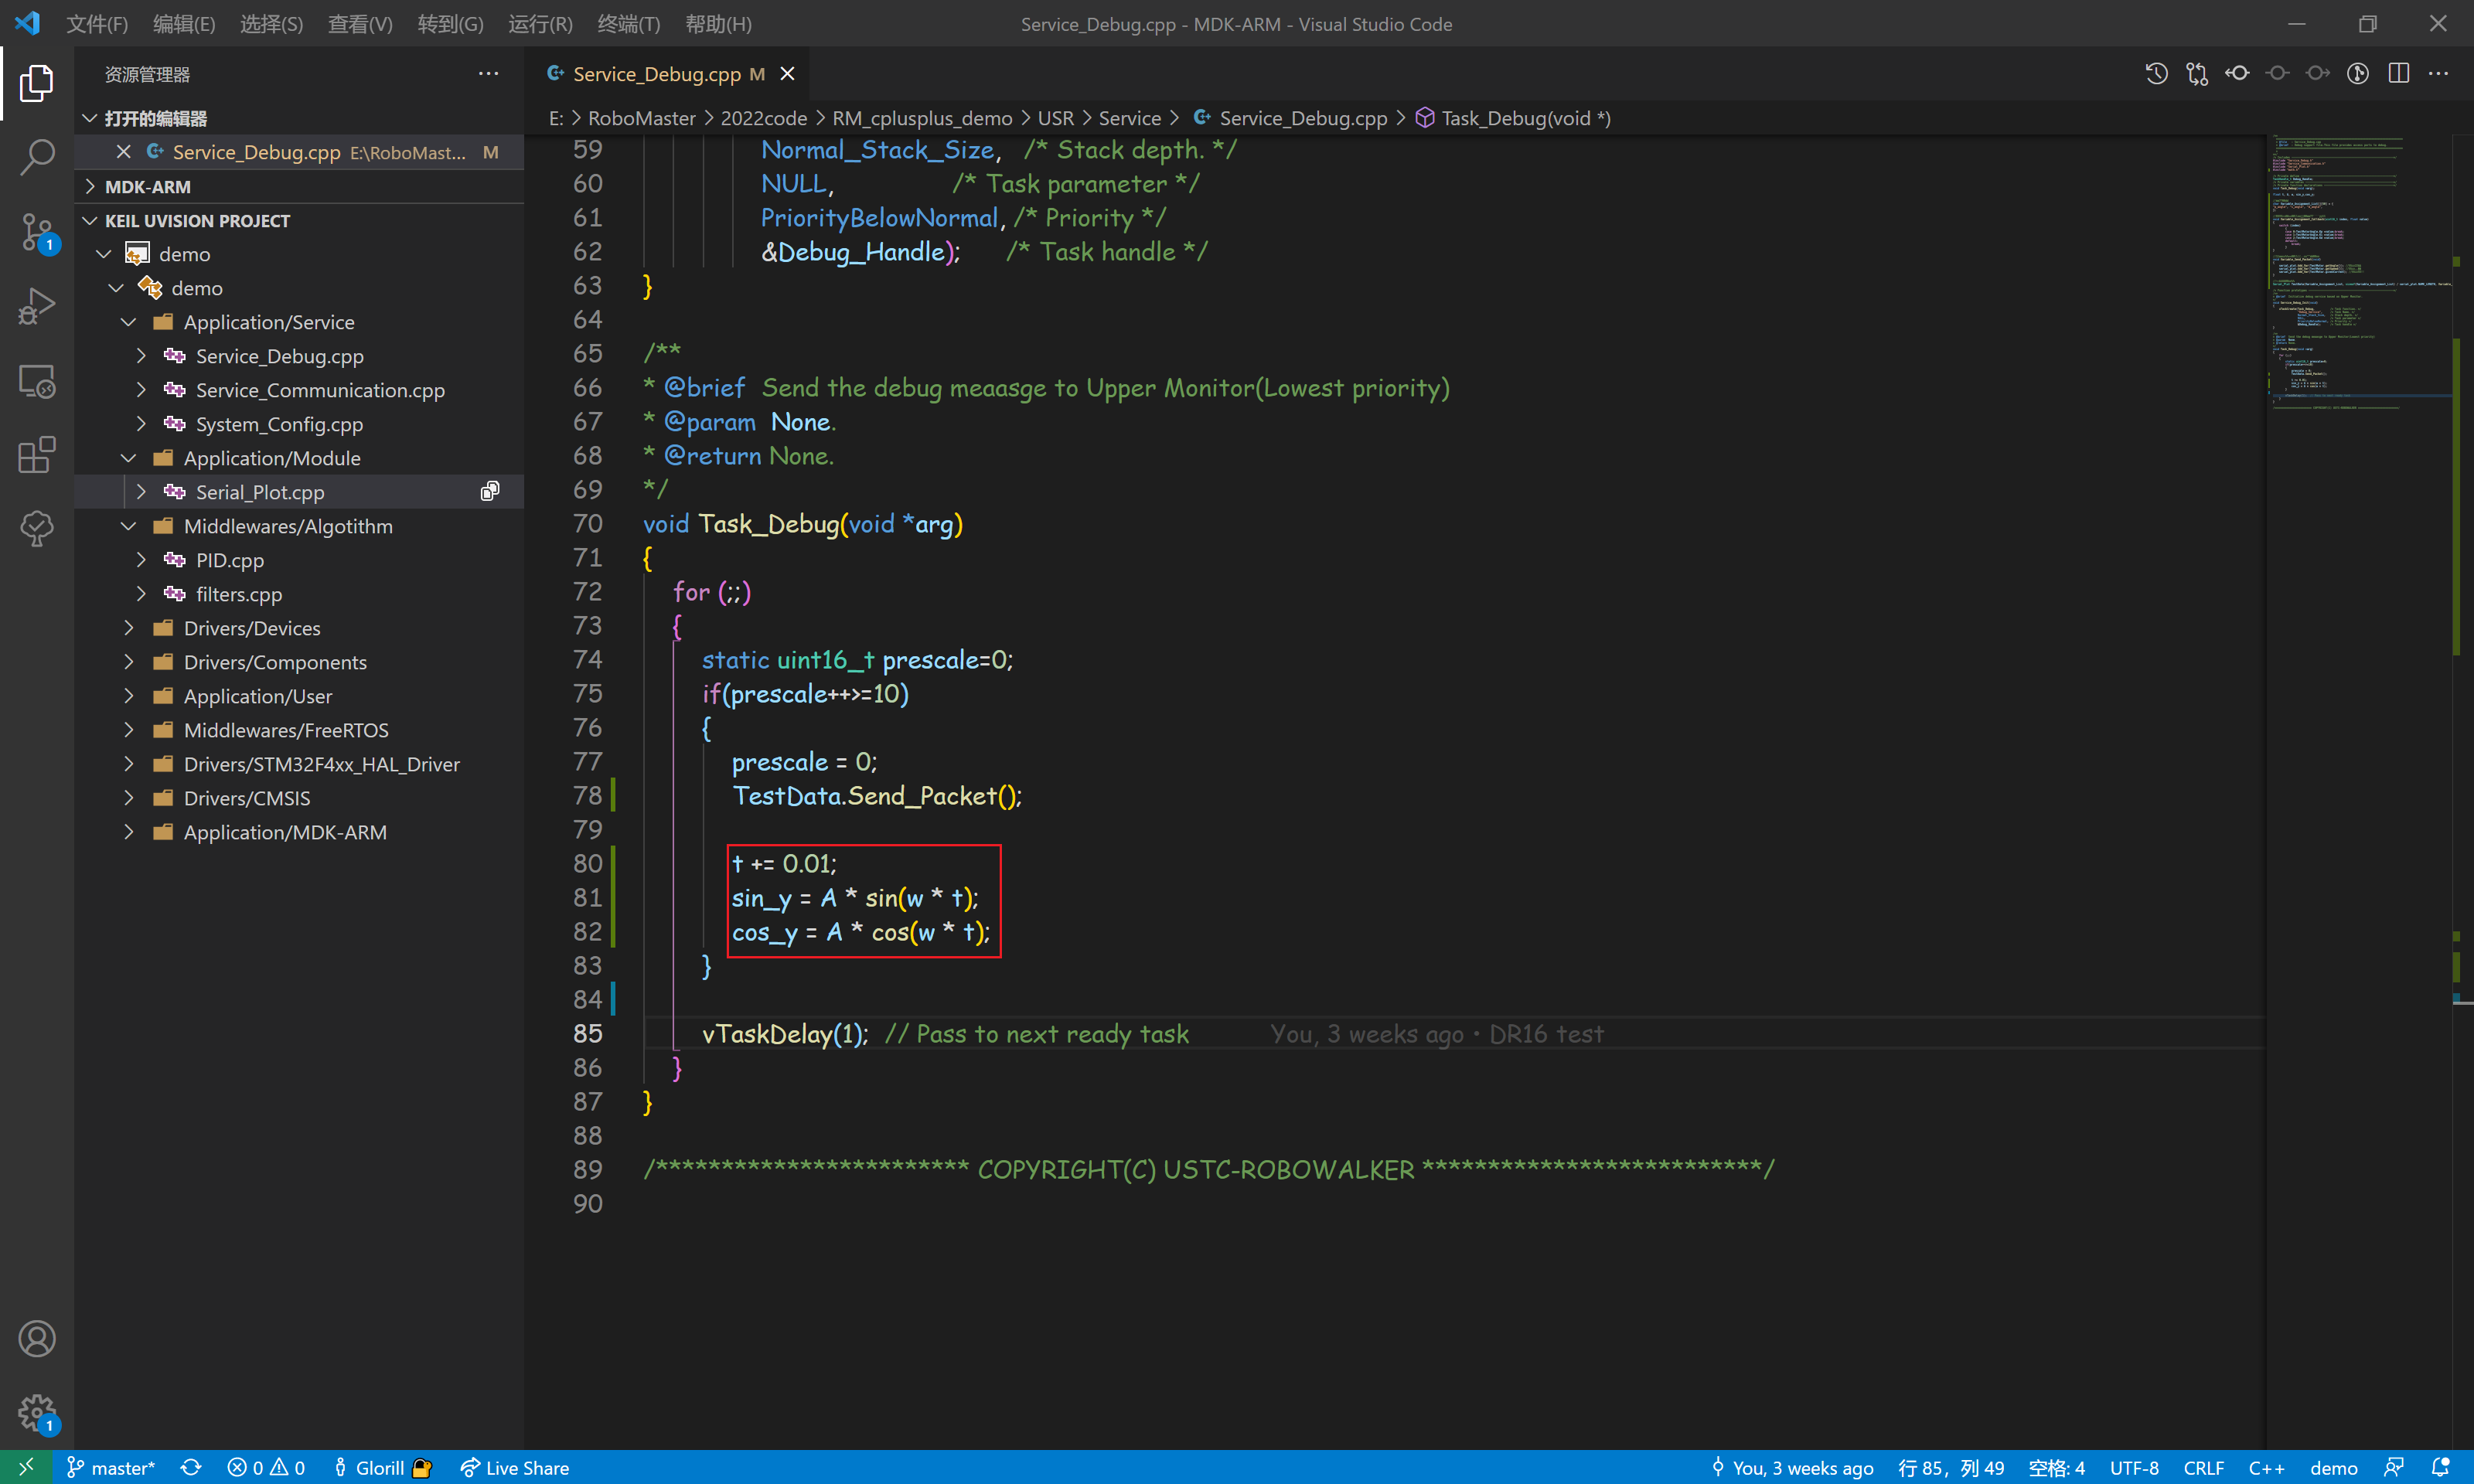 文件(F) 编辑(E) 选择(S) 查看(V) 转到(G) 运行(R) 终端(T) 帮助(H) Service_Debug.cpp - MDK-ARM - Visual Studio Code
资源管理器 ···
Service_Debug.cpp M
E: > RoboMaster > 2022code > RM_cplusplus_demo > USR > Service > Service_Debug.cpp > Task_Debug(void *)
打开的编辑器
Service_Debug.cpp E:\RoboMast... M
MDK-ARM
KEIL UVISION PROJECT
demo
demo
Application/Service
Service_Debug.cpp
Service_Communication.cpp
System_Config.cpp
Application/Module
Serial_Plot.cpp
Middlewares/Algotithm
PID.cpp
filters.cpp
Drivers/Devices
Drivers/Components
Application/User
Middlewares/FreeRTOS
Drivers/STM32F4xx_HAL_Driver
Drivers/CMSIS
Application/MDK-ARM
1
1
59 Normal_Stack_Size, /* Stack depth. */
60 NULL, /* Task parameter */
61 PriorityBelowNormal, /* Priority */
62 &Debug_Handle); /* Task handle */
63 }
64
65 /**
66 * @brief Send the debug meaasge to Upper Monitor(Lowest priority)
67 * @param None.
68 * @return None.
69 */
70 void Task_Debug(void *arg)
71 {
72 for (;;)
73 {
74 static uint16_t prescale=0;
75 if(prescale++>=10)
76 {
77 prescale = 0;
78 TestData.Send_Packet();
79
80 t += 0.01;
81 sin_y = A * sin(w * t);
82 cos_y = A * cos(w * t);
83 }
84
85 vTaskDelay(1); // Pass to next ready task You, 3 weeks ago • DR16 test
86 }
87 }
88
89 /************************ COPYRIGHT(C) USTC-ROBOWALKER **************************/
90
master* 0 0 Glorill Live Share You, 3 weeks ago 行 85，列 49 空格: 4 UTF-8 CRLF C++ demo